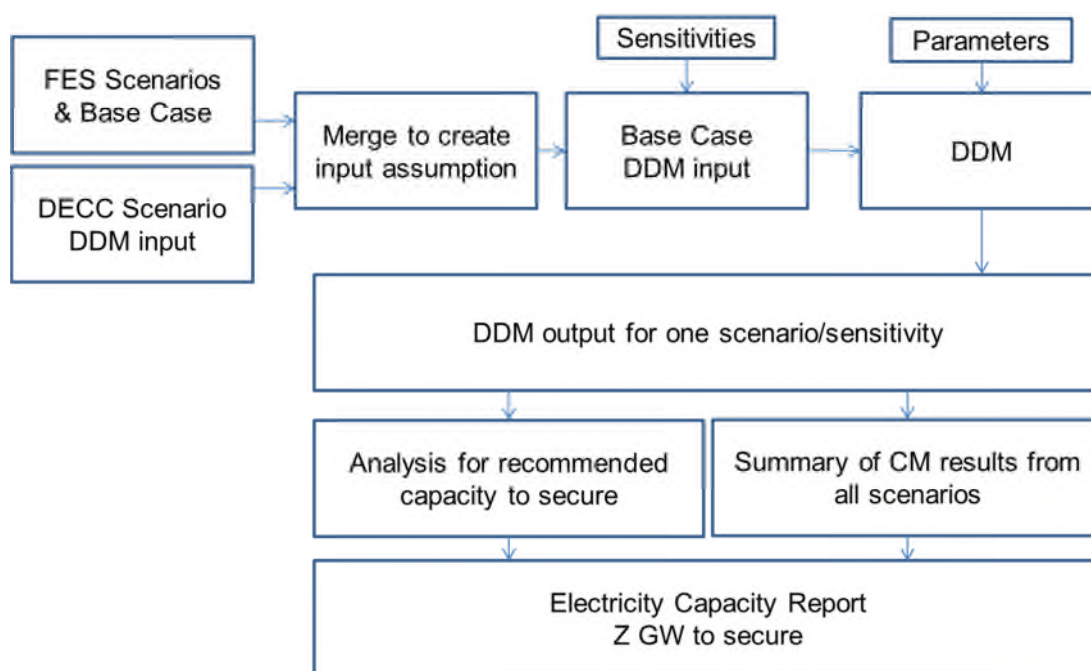 Sensitivities
Parameters
FES Scenarios
& Base Case
Merge to create
input assumption
Base Case
DDM input
DDM
DECC Scenario
DDM input
DDM output for one scenario/sensitivity
Analysis for recommended
capacity to secure
Summary of CM results from
all scenarios
Electricity Capacity Report
Z GW to secure